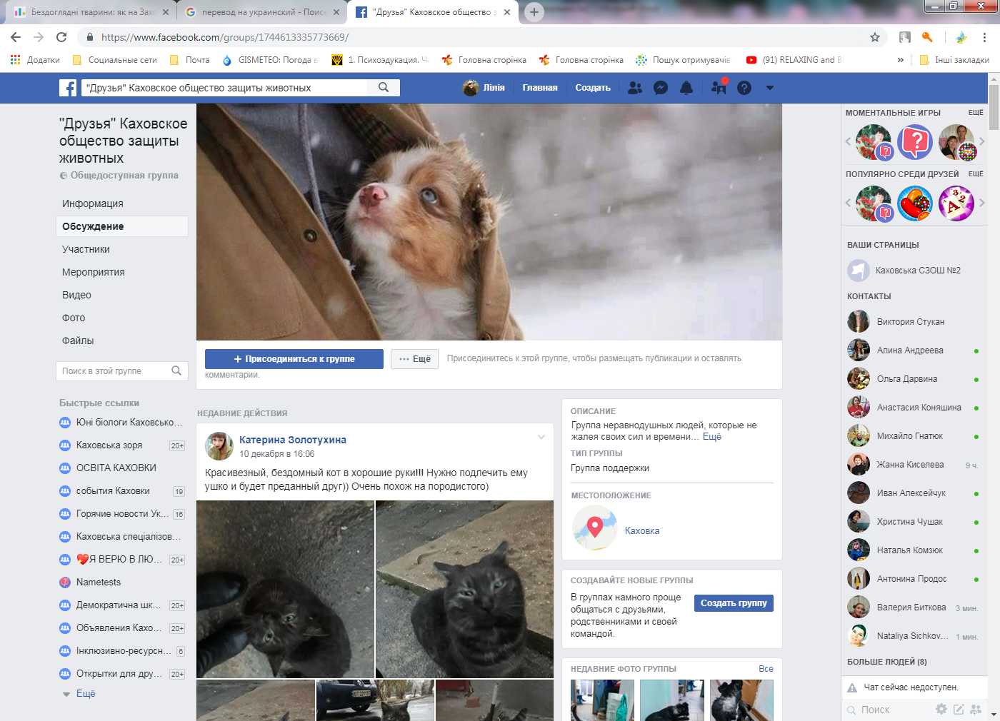 Бездоглядні тварини: як на Захо
перевод на украинский - Поиск
"Друзья" Каховское общество з
https://www.facebook.com/groups/1744613335773669/
Додатки
Социальные сети
Почта
GISMETEO: Погода в
1. Психоэдукация. Ч
Головна сторінка
Головна сторінка
Пошук отримувачів
(91) RELAXING and B
»
Інші закладки
"Друзья" Каховское общество защиты животных
Лілія
Главная
Создать
"Друзья" Каховское
общество защиты
животных
Общедоступная группа
Информация
Обсуждение
Участники
Мероприятия
Видео
Фото
Файлы
Поиск в этой группе
Быстрые ссылки
Юні біологи Каховсько...
Каховська зоря 20+
ОСВІТА КАХОВКИ
события Каховки 19
Горячие новости Ук... 16
Каховська спеціалізов...
Я ВЕРЮ В ЛЮ... 20+
Nametests
Демократична шк... 20+
Объявления Кахо... 20+
Інклюзивно-ресурсн... 6
Открытки для дру... 20+
Ещё
+ Присоединиться к группе
··· Ещё
Присоединитесь к этой группе, чтобы размещать публикации и оставлять
комментарии.
НЕДАВНИЕ ДЕЙСТВИЯ
Катерина Золотухина
10 декабря в 16:06
Красивезный, бездомный кот в хорошие руки!!! Нужно подлечить ему
ушко и будет преданный друг)) Очень похож на породистого)
ОПИСАНИЕ
Группа неравнодушных людей, которые не
жалея своих сил и времени... Ещё
ТИП ГРУППЫ
Группа поддержки
МЕСТОПОЛОЖЕНИЕ
Каховка
СОЗДАВАЙТЕ НОВЫЕ ГРУППЫ
В группах намного проще
общаться с друзьями,
родственниками и своей
командой.
Создать группу
НЕДАВНИЕ ФОТО ГРУППЫ
Все
МОМЕНТАЛЬНЫЕ ИГРЫ ЕЩЁ
ПОПУЛЯРНО СРЕДИ ДРУЗЕЙ ЕЩЁ
ВАШИ СТРАНИЦЫ
Каховська СЗОШ №2
КОНТАКТЫ
Виктория Стукан
Алина Андреева
Ольга Дарвина
Анастасия Коняшина
Михайло Гнатюк
Жанна Киселева 9 ч.
Иван Алексейчук
Христина Чушак
Наталья Комзюк
Антонина Продос
Валерия Биткова 3 мин.
Nataliya Sichkov... 1 мин.
БОЛЬШЕ ЛЮДЕЙ (8)
Чат сейчас недоступен.
Поиск